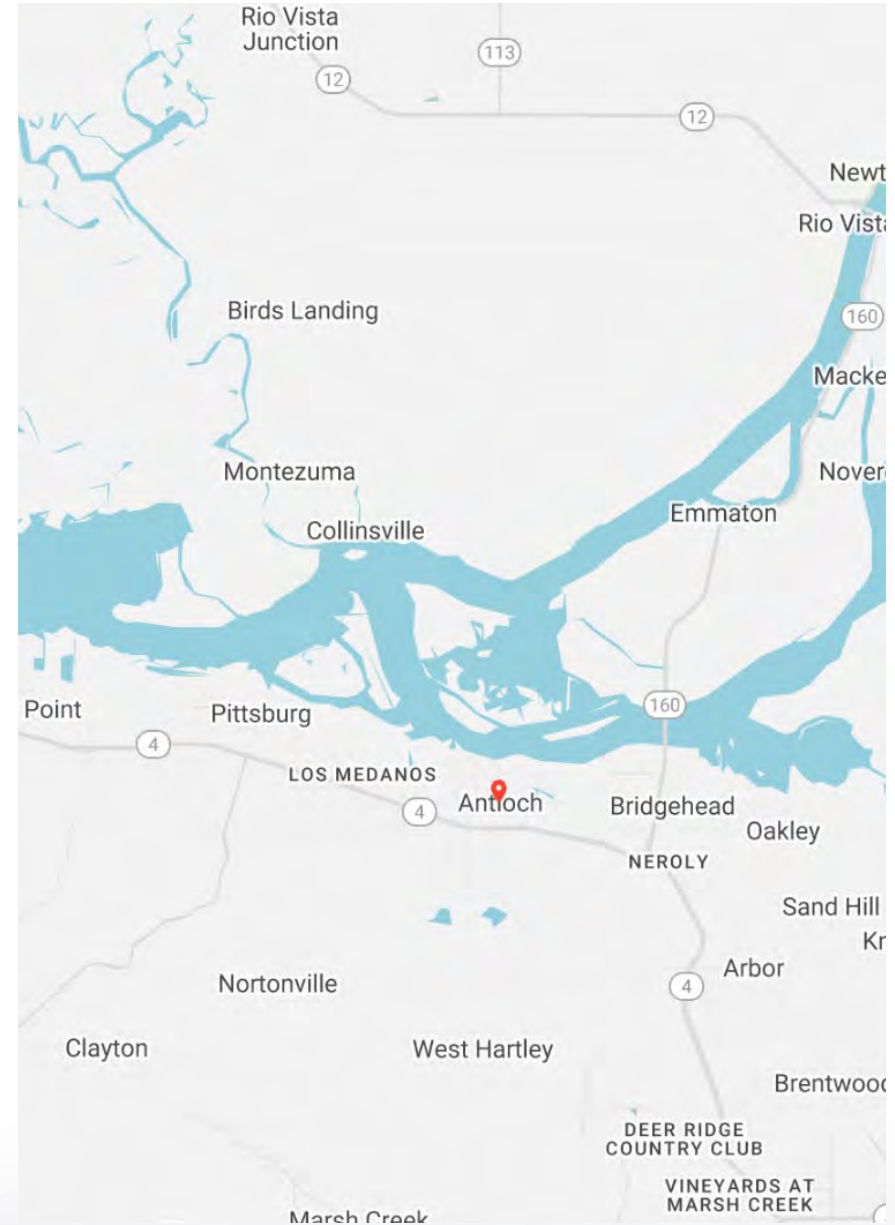 Rio Vista
Junction
113
12
12
Newt
Rio Vista
Birds Landing
160
Macke
Montezuma
Nover
Emmaton
Collinsville
160
Point
Pittsburg
4
LOS MEDANOS
Antioch
4
Bridgehead
Oakley
NEROLY
Sand Hill
Kr
Arbor
Nortonville
4
Clayton
West Hartley
Brentwood
DEER RIDGE
COUNTRY CLUB
VINEYARDS AT
MARSH CREEK
Marsh Creek